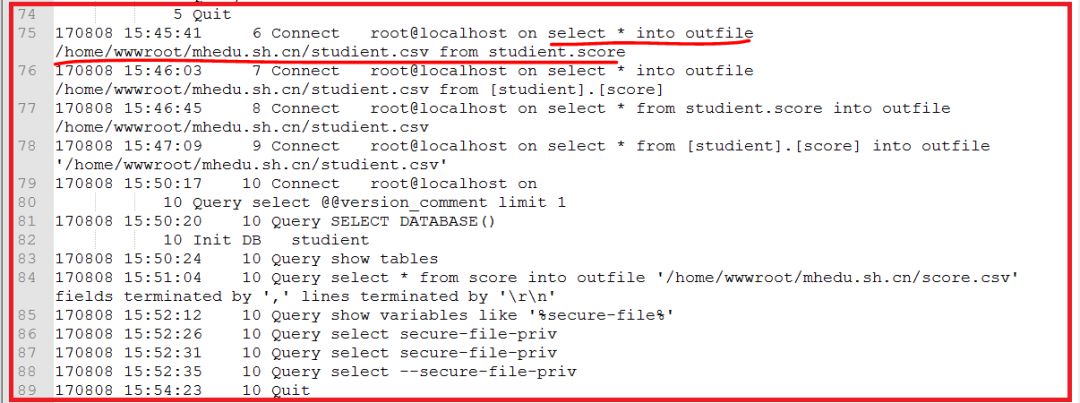 74 5 Quit
75 170808 15:45:41 6 Connect root@localhost on select * into outfile
/home/wwwroot/mhedu.sh.cn/studient.csv from studient.score
76 170808 15:46:03 7 Connect root@localhost on select * into outfile
/home/wwwroot/mhedu.sh.cn/studient.csv from [studient].[score]
77 170808 15:46:45 8 Connect root@localhost on select * from studient.score into outfile
/home/wwwroot/mhedu.sh.cn/studient.csv
78 170808 15:47:09 9 Connect root@localhost on select * from [studient].[score] into outfile
'/home/wwwroot/mhedu.sh.cn/studient.csv'
79 170808 15:50:17 10 Connect root@localhost on
80 10 Query select @@version_comment limit 1
81 170808 15:50:20 10 Query SELECT DATABASE()
82 10 Init DB studient
83 170808 15:50:24 10 Query show tables
84 170808 15:51:04 10 Query select * from score into outfile '/home/wwwroot/mhedu.sh.cn/score.csv'
fields terminated by ',' lines terminated by '\r\n'
85 170808 15:52:12 10 Query show variables like '%secure-file%'
86 170808 15:52:26 10 Query select secure-file-priv
87 170808 15:52:31 10 Query select secure-file-priv
88 170808 15:52:35 10 Query select --secure-file-priv
89 170808 15:54:23 10 Quit